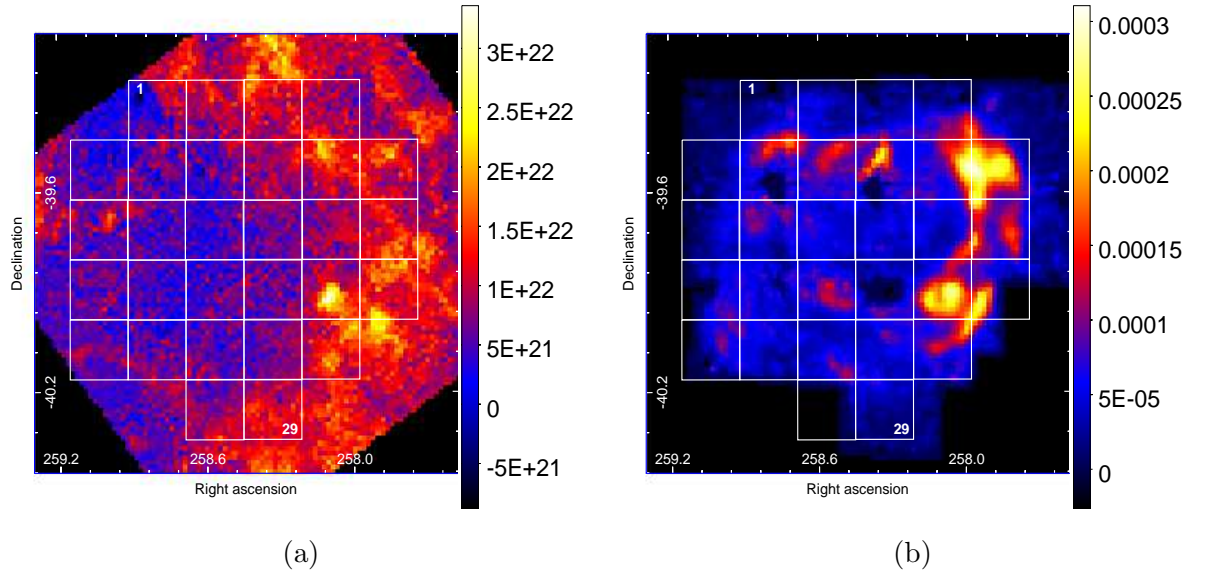 3E+22
2.5E+22
2E+22
1.5E+22
1E+22
5E+21
0
-5E+21
1
29
-39.6
-40.2
Declination
259.2 258.6 258.0
Right ascension
(a)
0.0003
0.00025
0.0002
0.00015
0.0001
5E-05
0
1
29
-39.6
-40.2
Declination
259.2 258.6 258.0
Right ascension
(b)